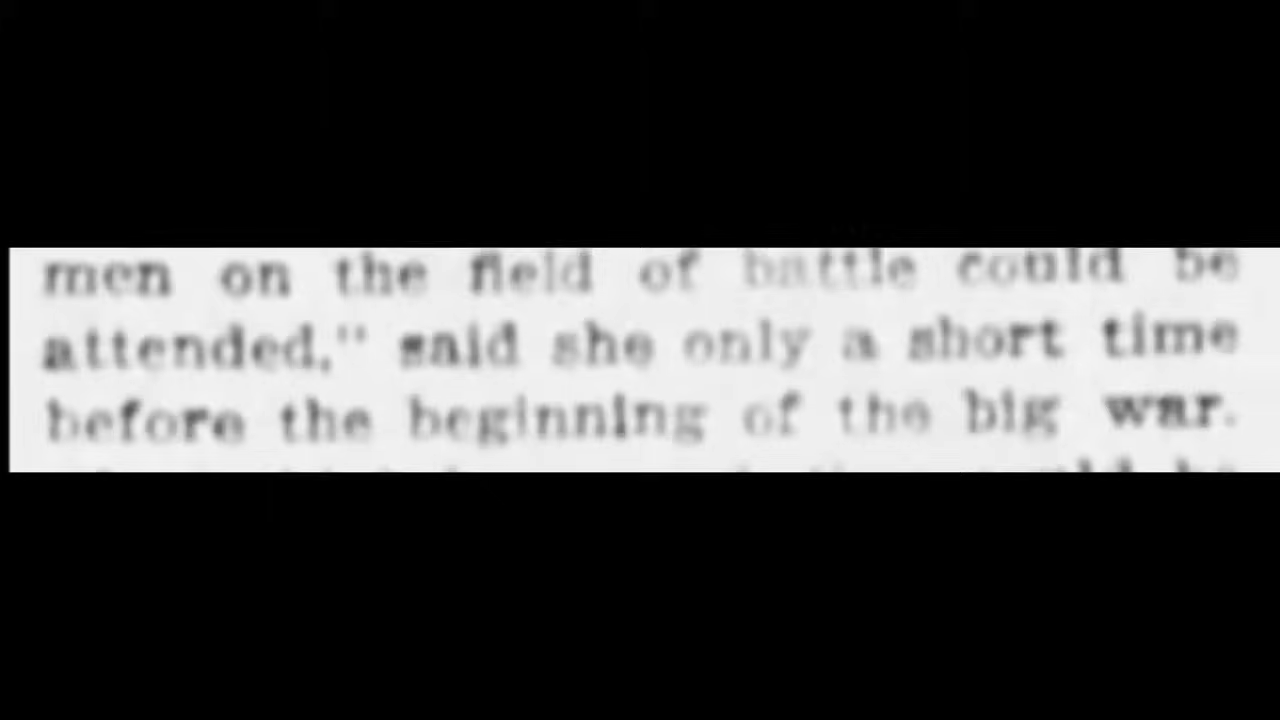 men on the field of battle could be
attended," said she only a short time
before the beginning of the big war.